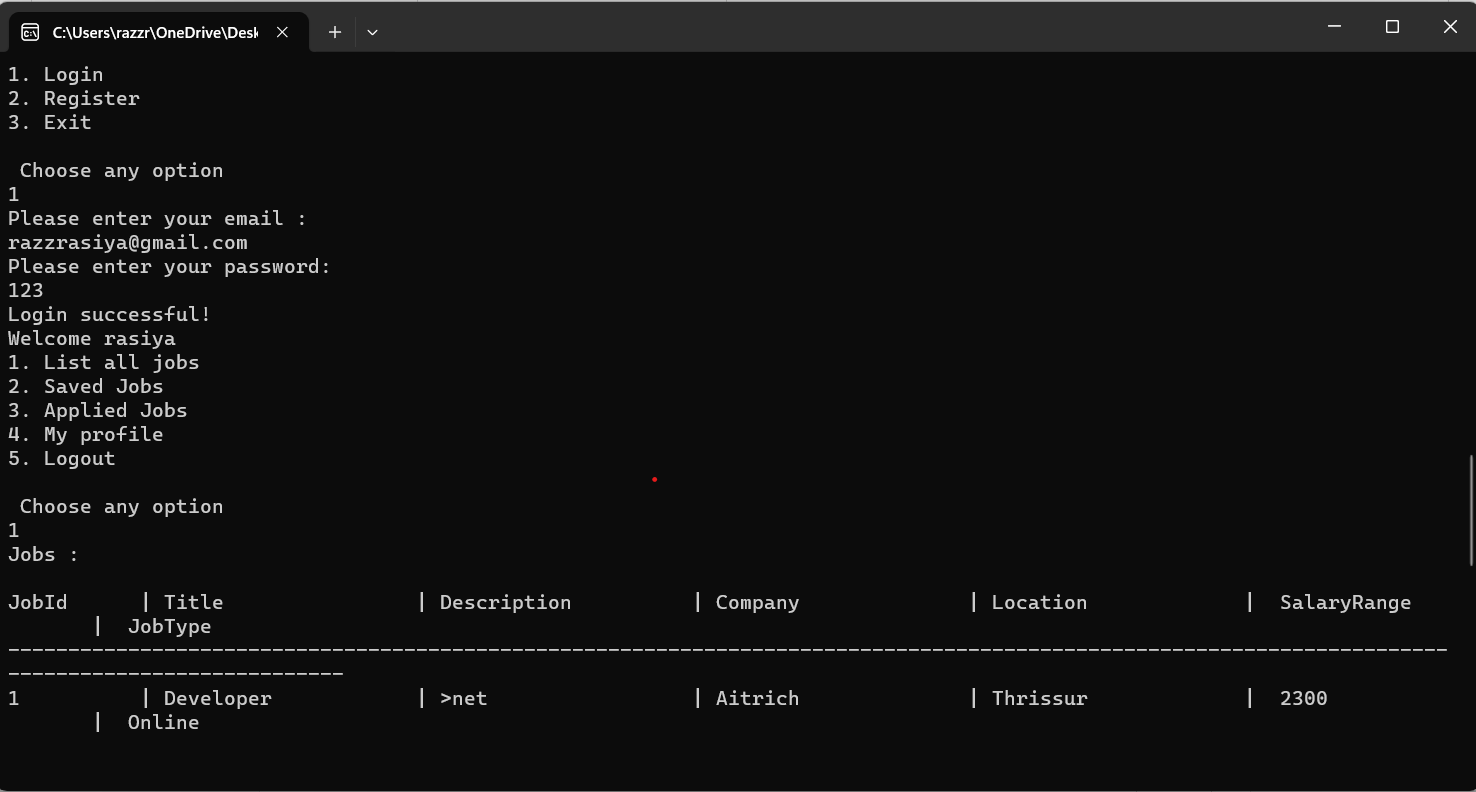 C:\Users\razzr\OneDrive\Desk
1. Login
2. Register
3. Exit
Choose any option
1
Please enter your email :
razzrasiya@gmail.com
Please enter your password:
123
Login successful!
Welcome rasiya
1. List all jobs
2. Saved Jobs
3. Applied Jobs
4. My profile
5. Logout
Choose any option
1
Jobs :
JobId | Title | Description | Company | Location | SalaryRange
| JobType
------------------------------------------------------------------------------------------------------------------------
----------------------------
1 | Developer | >net | Aitrich | Thrissur | 2300
| Online